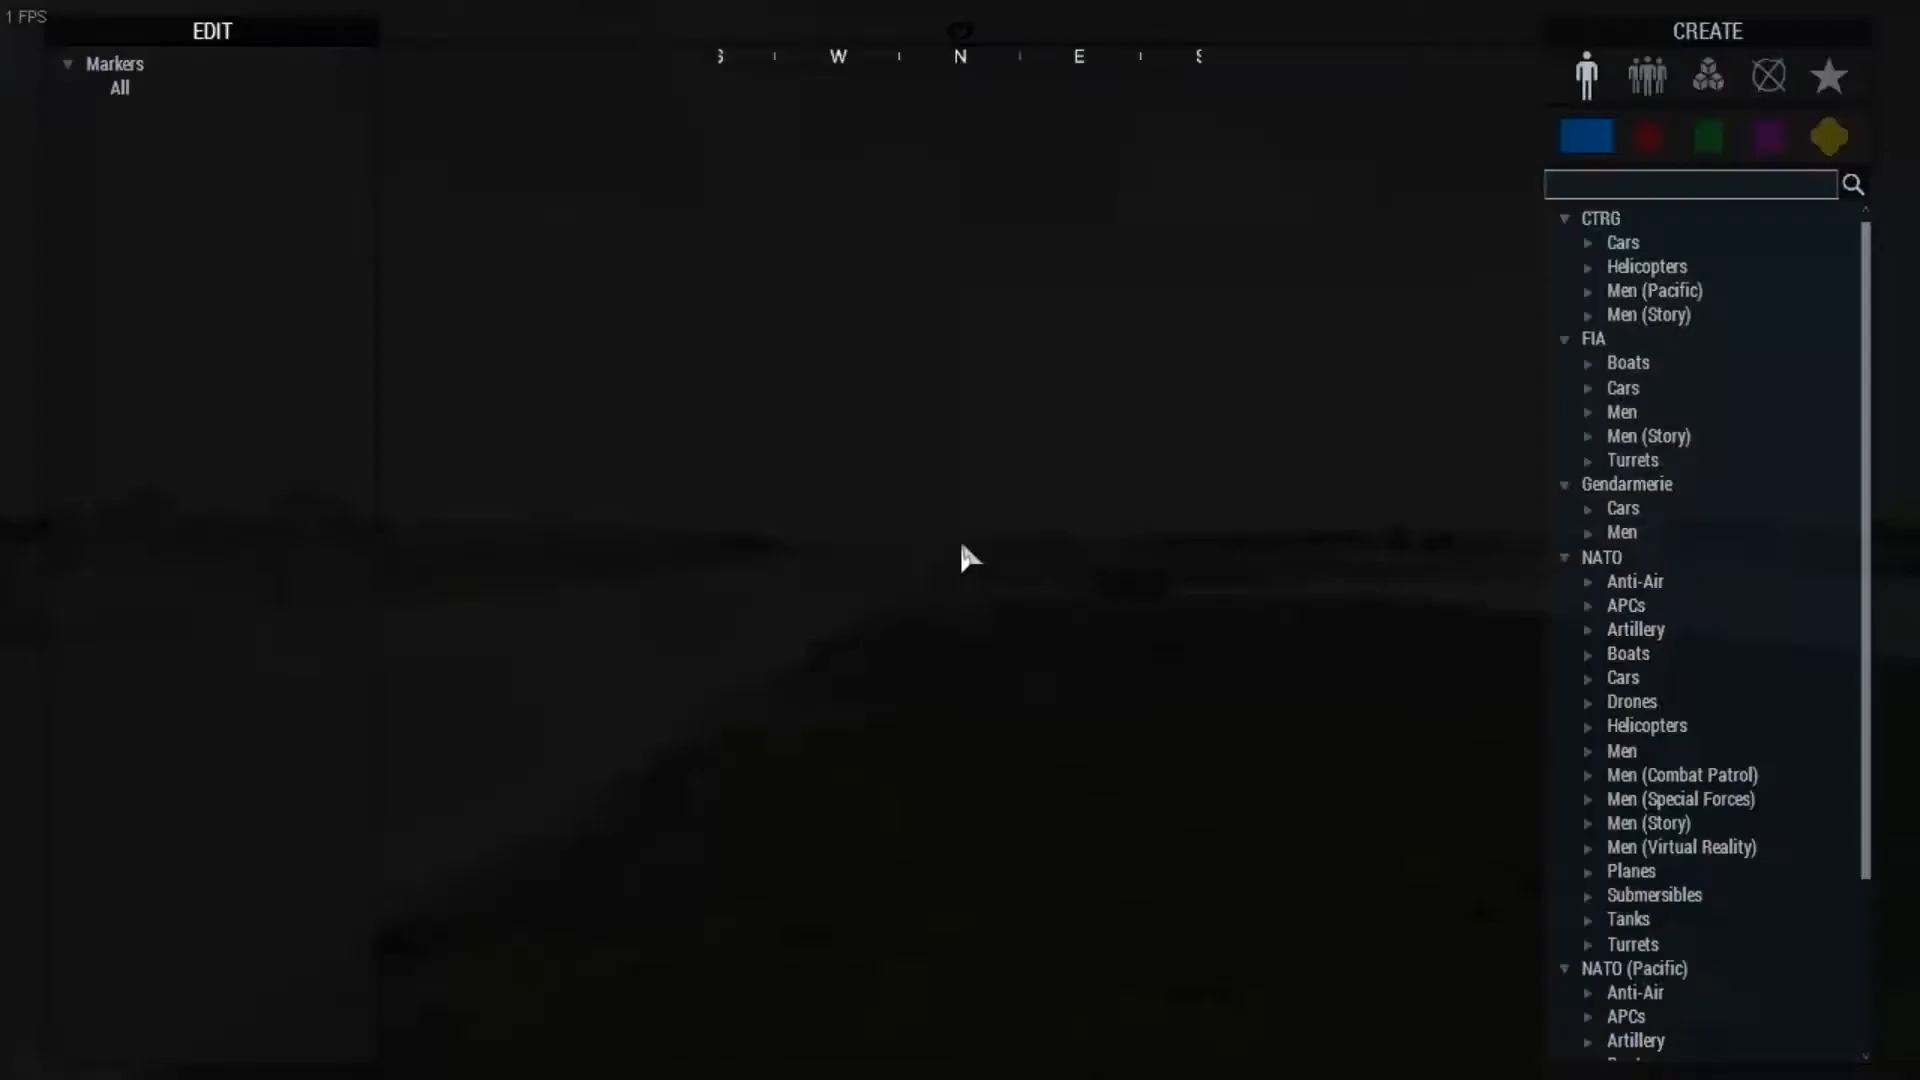 1 FPS
EDIT
Markers
All
S W N E S
CREATE
CTRG
Cars
Helicopters
Men (Pacific)
Men (Story)
FIA
Boats
Cars
Men
Men (Story)
Turrets
Gendarmerie
Cars
Men
NATO
Anti-Air
APCs
Artillery
Boats
Cars
Drones
Helicopters
Men
Men (Combat Patrol)
Men (Special Forces)
Men (Story)
Men (Virtual Reality)
Planes
Submersibles
Tanks
Turrets
NATO (Pacific)
Anti-Air
APCs
Artillery